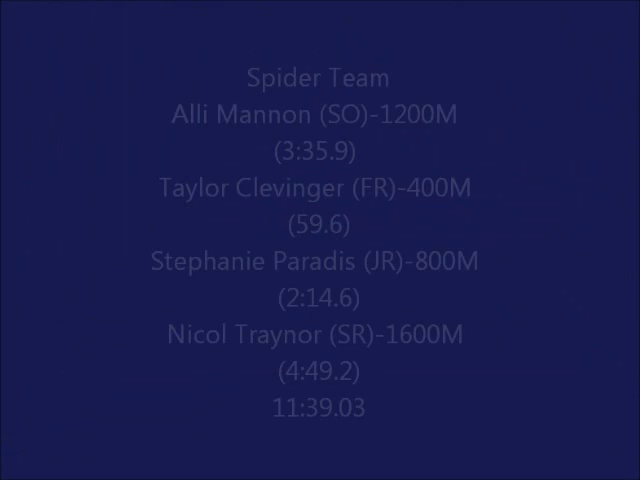 Spider Team
Alli Mannon (SO)-1200M
(3:35.9)
Taylor Clevinger (FR)-400M
(59.6)
Stephanie Paradis (JR)-800M
(2:14.6)
Nicol Traynor (SR)-1600M
(4:49.2)
11:39.03